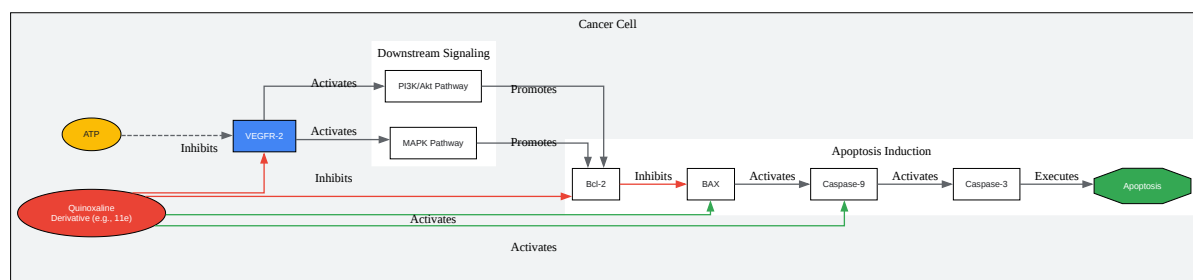 Cancer Cell
Downstream Signaling
Activates
PI3K/Akt Pathway
Promotes
ATP
Inhibits
VEGFR-2
Activates
MAPK Pathway
Promotes
Apoptosis Induction
Inhibits
Bcl-2
Inhibits
BAX
Activates
Caspase-9
Activates
Caspase-3
Executes
Apoptosis
Quinoxaline
Derivative (e.g., 11e)
Activates
Activates